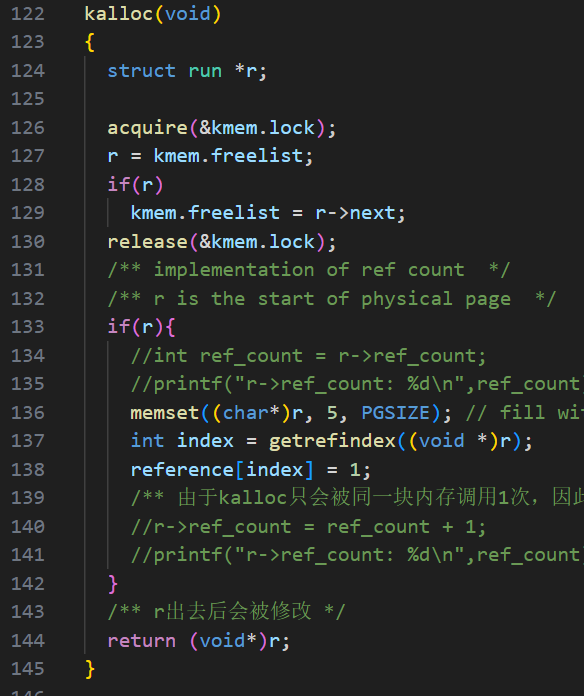 122 kalloc(void)
123 {
124 struct run *r;
125
126 acquire(&kmem.lock);
127 r = kmem.freelist;
128 if(r)
129 kmem.freelist = r->next;
130 release(&kmem.lock);
131 /** implementation of ref count  */
132 /** r is the start of physical page  */
133 if(r){
134 //int ref_count = r->ref_count;
135 //printf("r->ref_count: %d\n",ref_count)
136 memset((char*)r, 5, PGSIZE); // fill wi
137 int index = getrefindex((void *)r);
138 reference[index] = 1;
139 /** 由于kalloc只会被同一块内存调用1次，因此
140 //r->ref_count = ref_count + 1;
141 //printf("r->ref_count: %d\n",ref_count)
142 }
143 /** r出去后会被修改 */
144 return (void*)r;
145 }